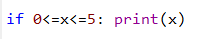 if 0<=x<=5: print(x)